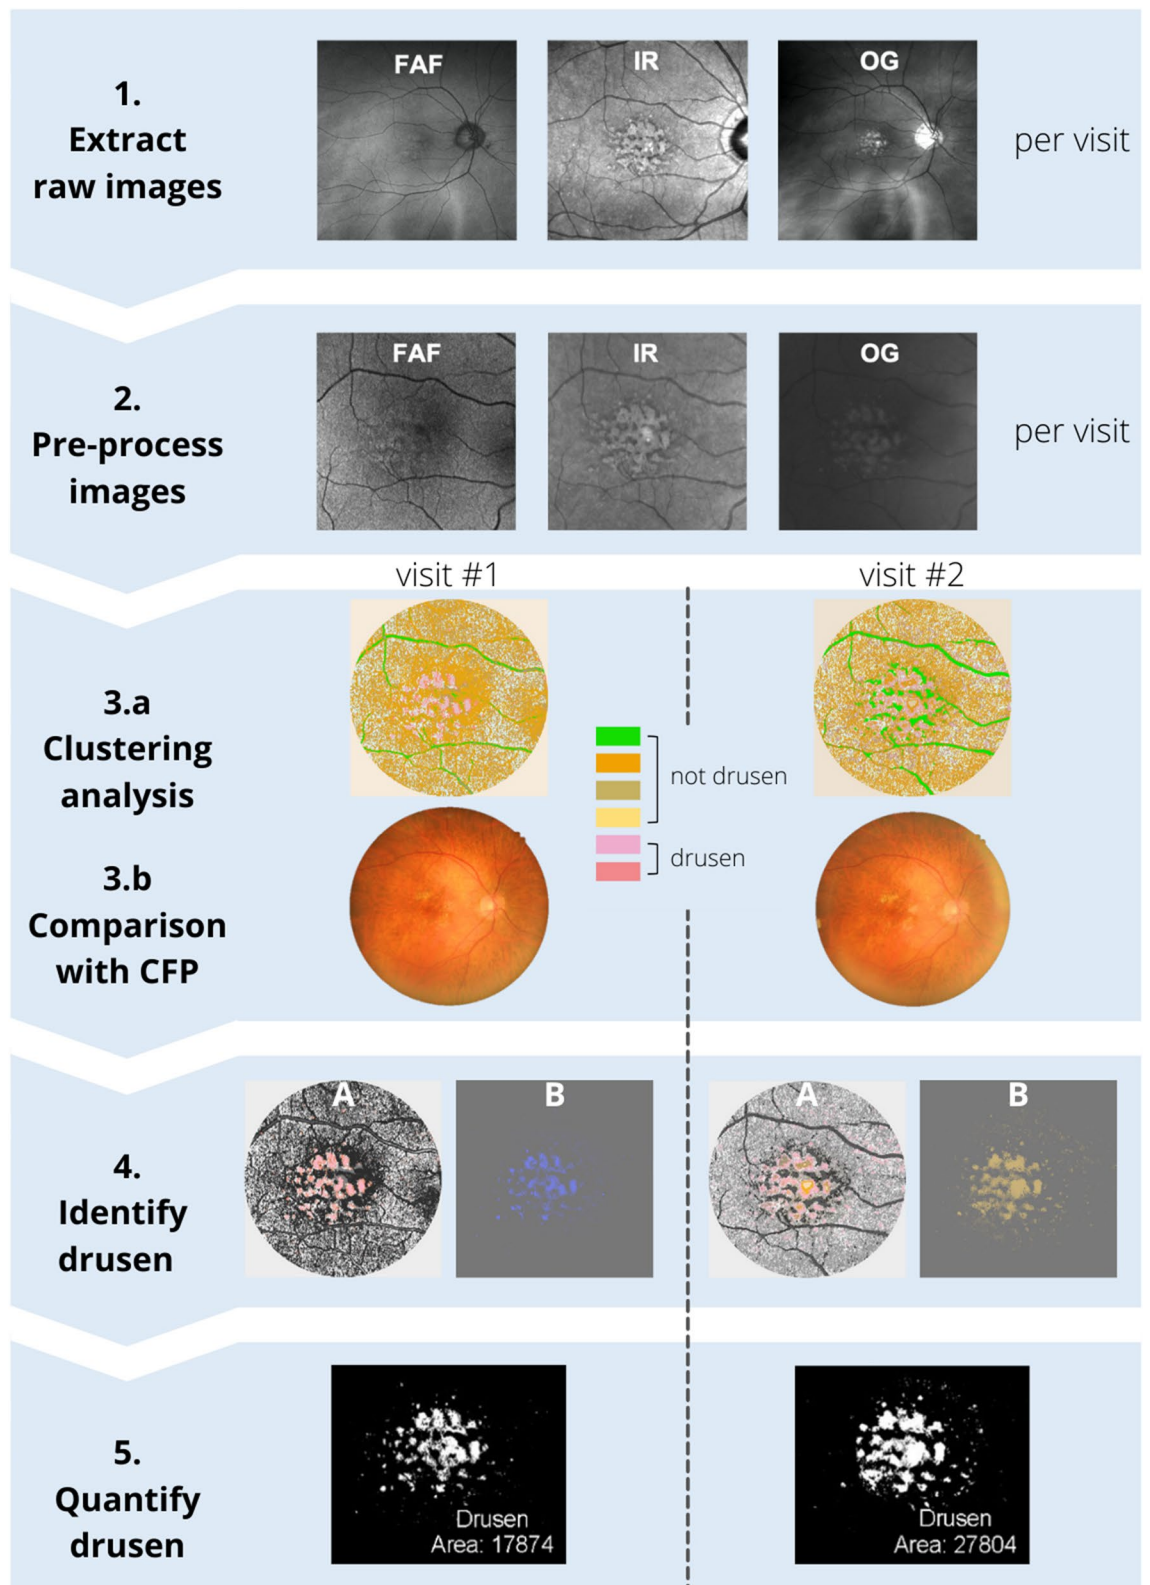 1.
Extract
raw images
FAF
IR
OG
per visit
2.
Pre-process
images
FAF
IR
OG
per visit
visit #1
visit #2
3.a
Clustering
analysis
not drusen
drusen
3.b
Comparison
with CFP
4.
Identify
drusen
A
B
A
B
5.
Quantify
drusen
Drusen
Area: 17874
Drusen
Area: 27804